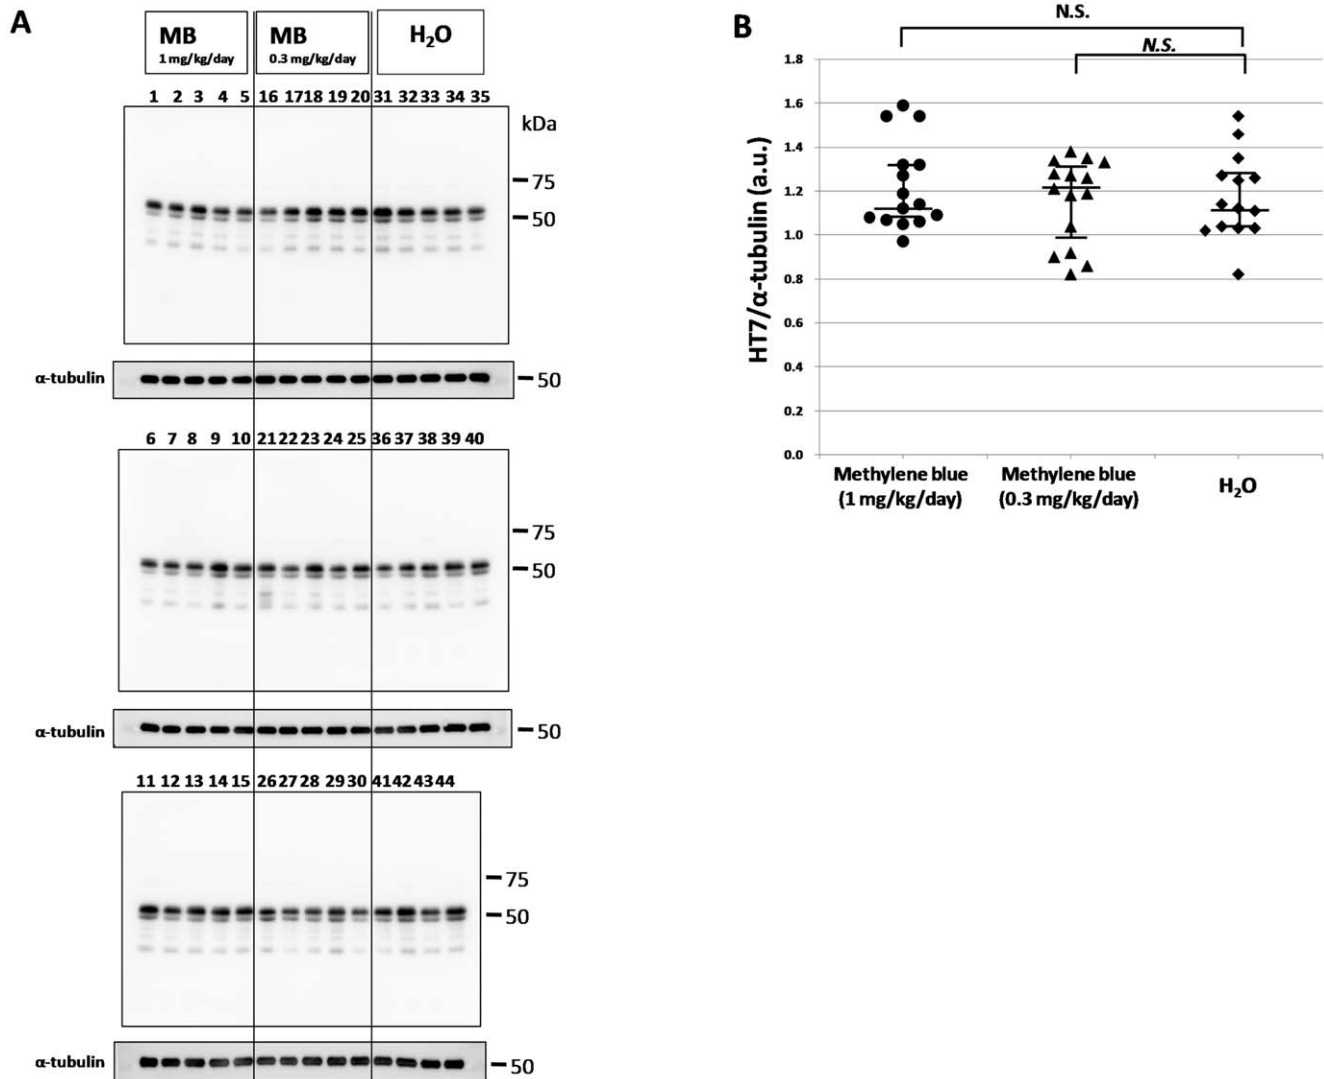 A
MB
1 mg/kg/day
MB
0.3 mg/kg/day
H₂O
1 2 3 4 5 16 17 18 19 20 31 32 33 34 35
kDa
75
50
α-tubulin
50
6 7 8 9 10 21 22 23 24 25 36 37 38 39 40
75
50
α-tubulin
50
11 12 13 14 15 26 27 28 29 30 41 42 43 44
75
50
α-tubulin
50
B
N.S.
N.S.
HT7/α-tubulin (a.u.)
1.8
1.6
1.4
1.2
1.0
0.8
0.6
0.4
0.2
0.0
Methylene blue
(1 mg/kg/day)
Methylene blue
(0.3 mg/kg/day)
H₂O